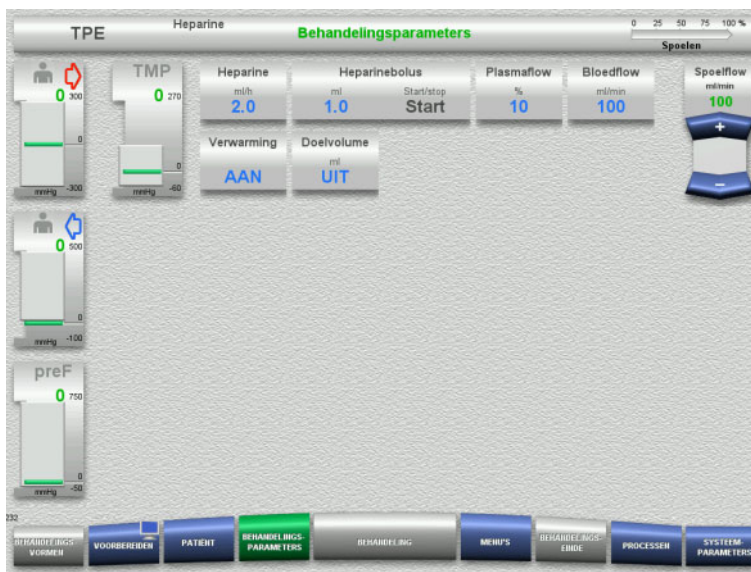 TPE
Heparine
Behandelingsparameters
0 25 50 75 100 %
Spoelen
0 300
0
-300
mmHg
TMP
0 270
0
-60
mmHg
Heparine
ml/h
2.0
Heparinebolus
ml Start/stop
1.0 Start
Plasmaflow
%
10
Bloedflow
ml/min
100
Spoelflow
ml/min
100
+
–
Verwarming
AAN
Doelvolume
ml
UIT
0 500
0
-100
mmHg
preF
0 750
0
-50
mmHg
232
BEHANDELINGS-
VORMEN
VOORBEREIDEN
PATIËNT
BEHANDELINGS-
PARAMETERS
BEHANDELING
MENU'S
BEHANDELINGS-
EINDE
PROCESSEN
SYSTEEM-
PARAMETERS